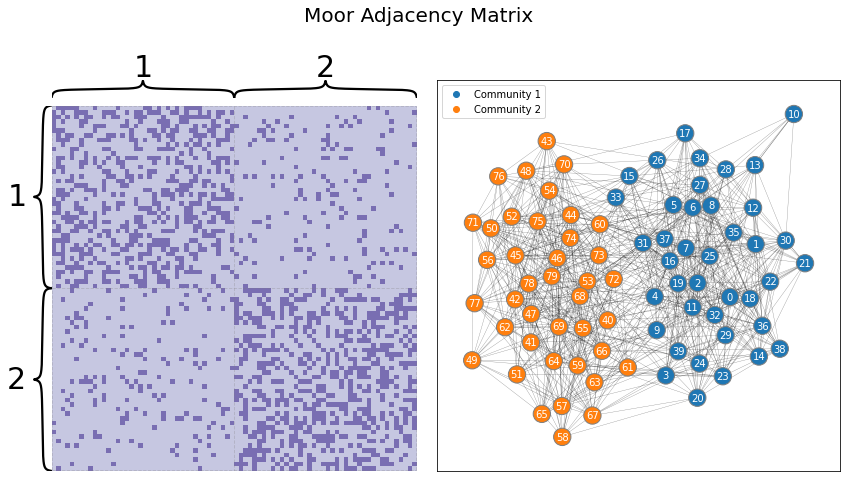 Moor Adjacency Matrix
1 2
1
2
Community 1
Community 2
10
17
43
26 34
70 28 13
48
76 15
54
33 27
5 6 8 12
52 44
71 75 60
50 35
74 31 37 1 30
7
45 73 25
56 46 16 21
79
78 53 72 19 2 22
42 68 4 0 18
77
47 11
40 32
62 69 55 9 36
29
41
66 39 14 38
49 64 59 61 24
51 3 23
63
20
57
65 67
58